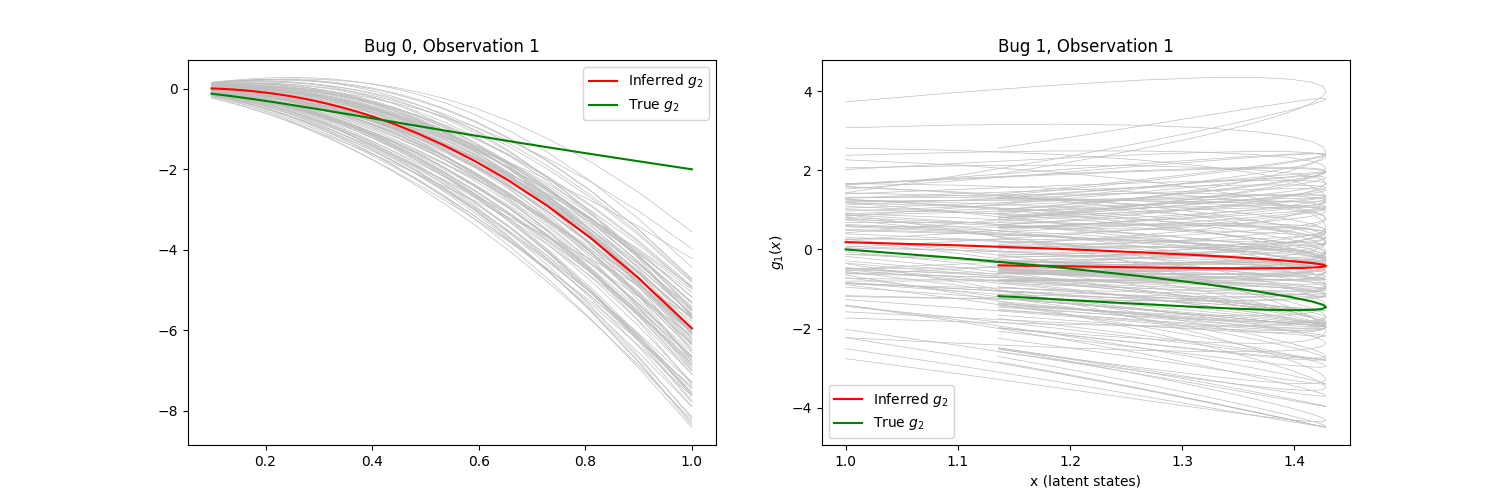 Bug 0, Observation 1
Inferred g₂
True g₂
0
−2
−4
−6
−8
0.2 0.4 0.6 0.8 1.0
Bug 1, Observation 1
4
2
0
−2
−4
g₁(x)
Inferred g₂
True g₂
1.0 1.1 1.2 1.3 1.4
x (latent states)